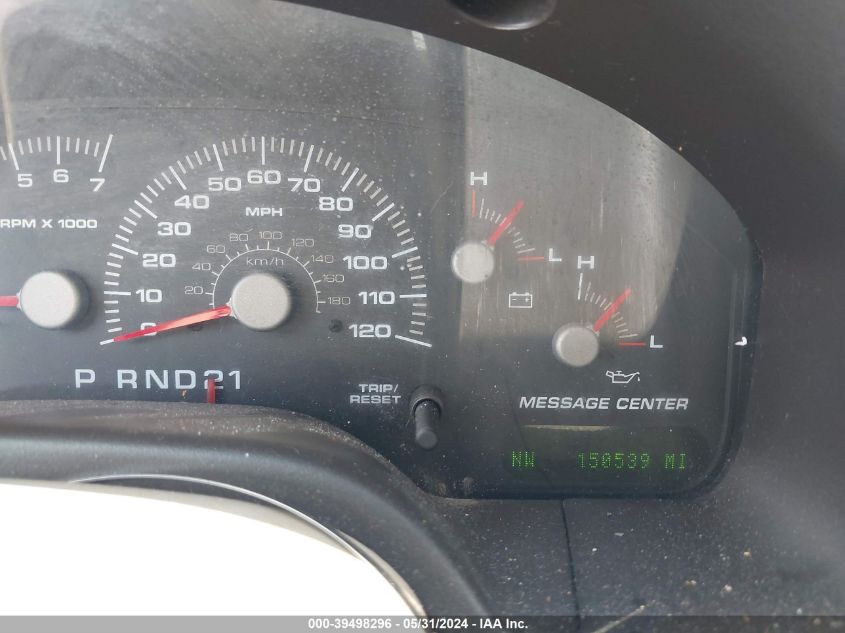 5 6 7
RPM X 1000
0 10 20 30 40 50 60 70 80 90 100 110 120
MPH
20 40 60 80 100 120 140 160 180
km/h
H
L
H
L
P RND21
TRIP/
RESET
MESSAGE CENTER
NW 150539 MI
000-39498296 - 05/31/2024 - IAA Inc.